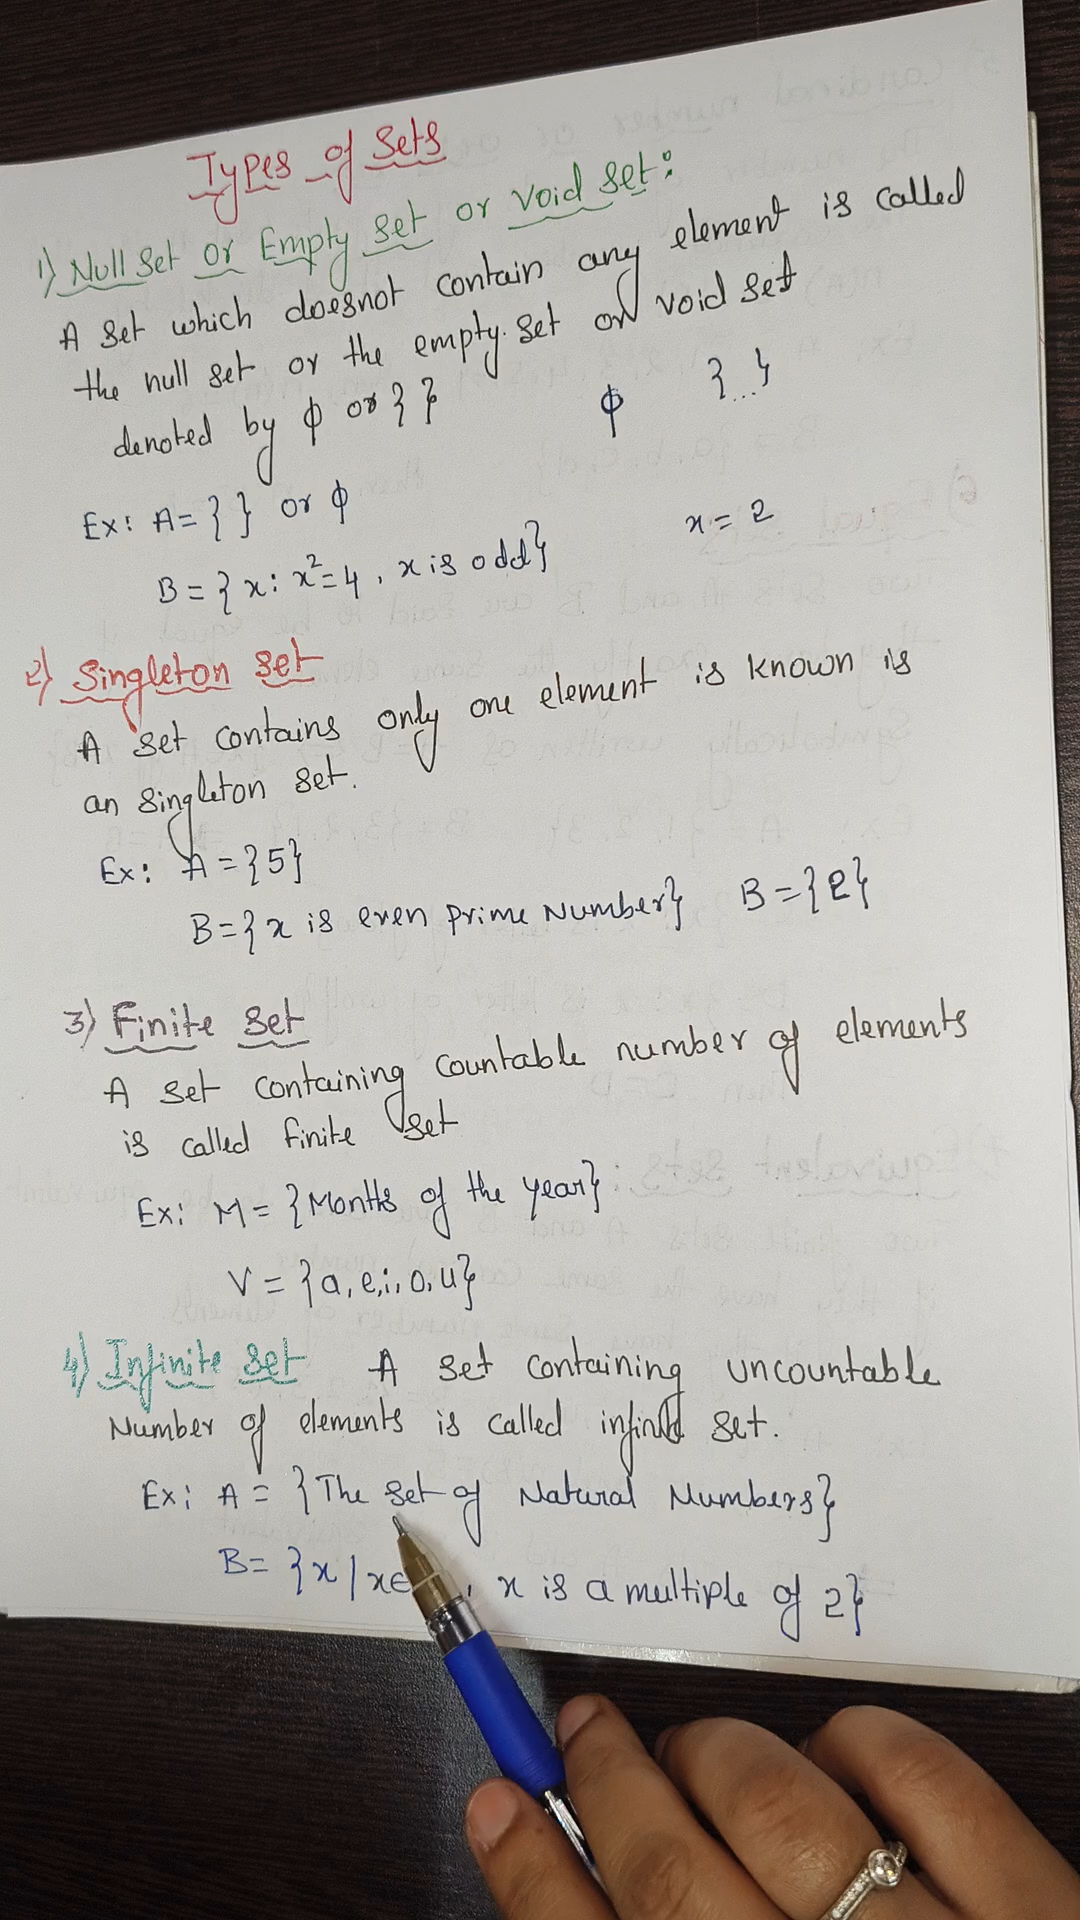 Types of Sets
1) Null Set or Empty Set or Void Set:
A Set which doesnot contain any element is called
the null set or the empty set or void set
denoted by ϕ or { }
ϕ { ... }
Ex: A = { } or ϕ
B = {x: x²=4, x is odd}
x = 2
2) Singleton Set
A set contains only one element is known is
an singleton set.
Ex: A = {5}
B = {x is even prime Number} B = {2}
3) Finite Set
A set containing countable number of elements
is called finite set
Ex: M = {Months of the year}
V = {a, e, i, o, u}
4) Infinite Set A set containing uncountable
Number of elements is called infinite set.
Ex: A = {The set of Natural Numbers}
B = {x / x∈ , x is a multiple of 2}